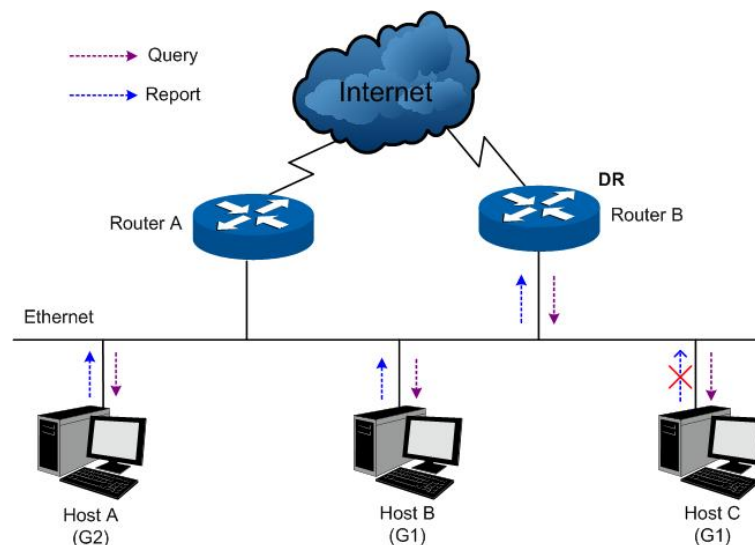 Query
Report
Internet
DR
Router A
Router B
Ethernet
Host A
(G2)
Host B
(G1)
Host C
(G1)